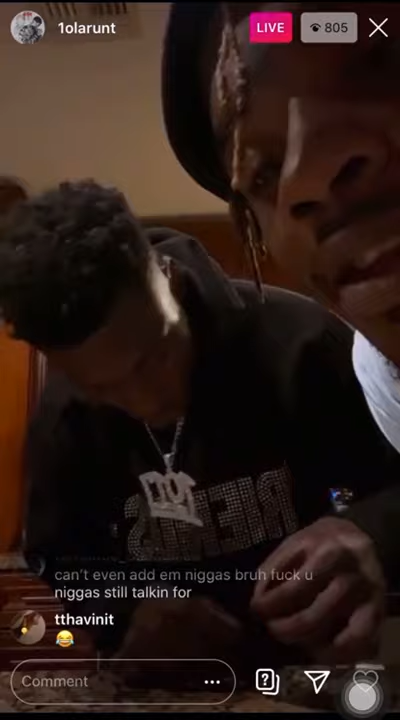 1olarunt
LIVE
805
can't even add em niggas bruh fuck u
niggas still talkin for
tthavinit
😂
Comment